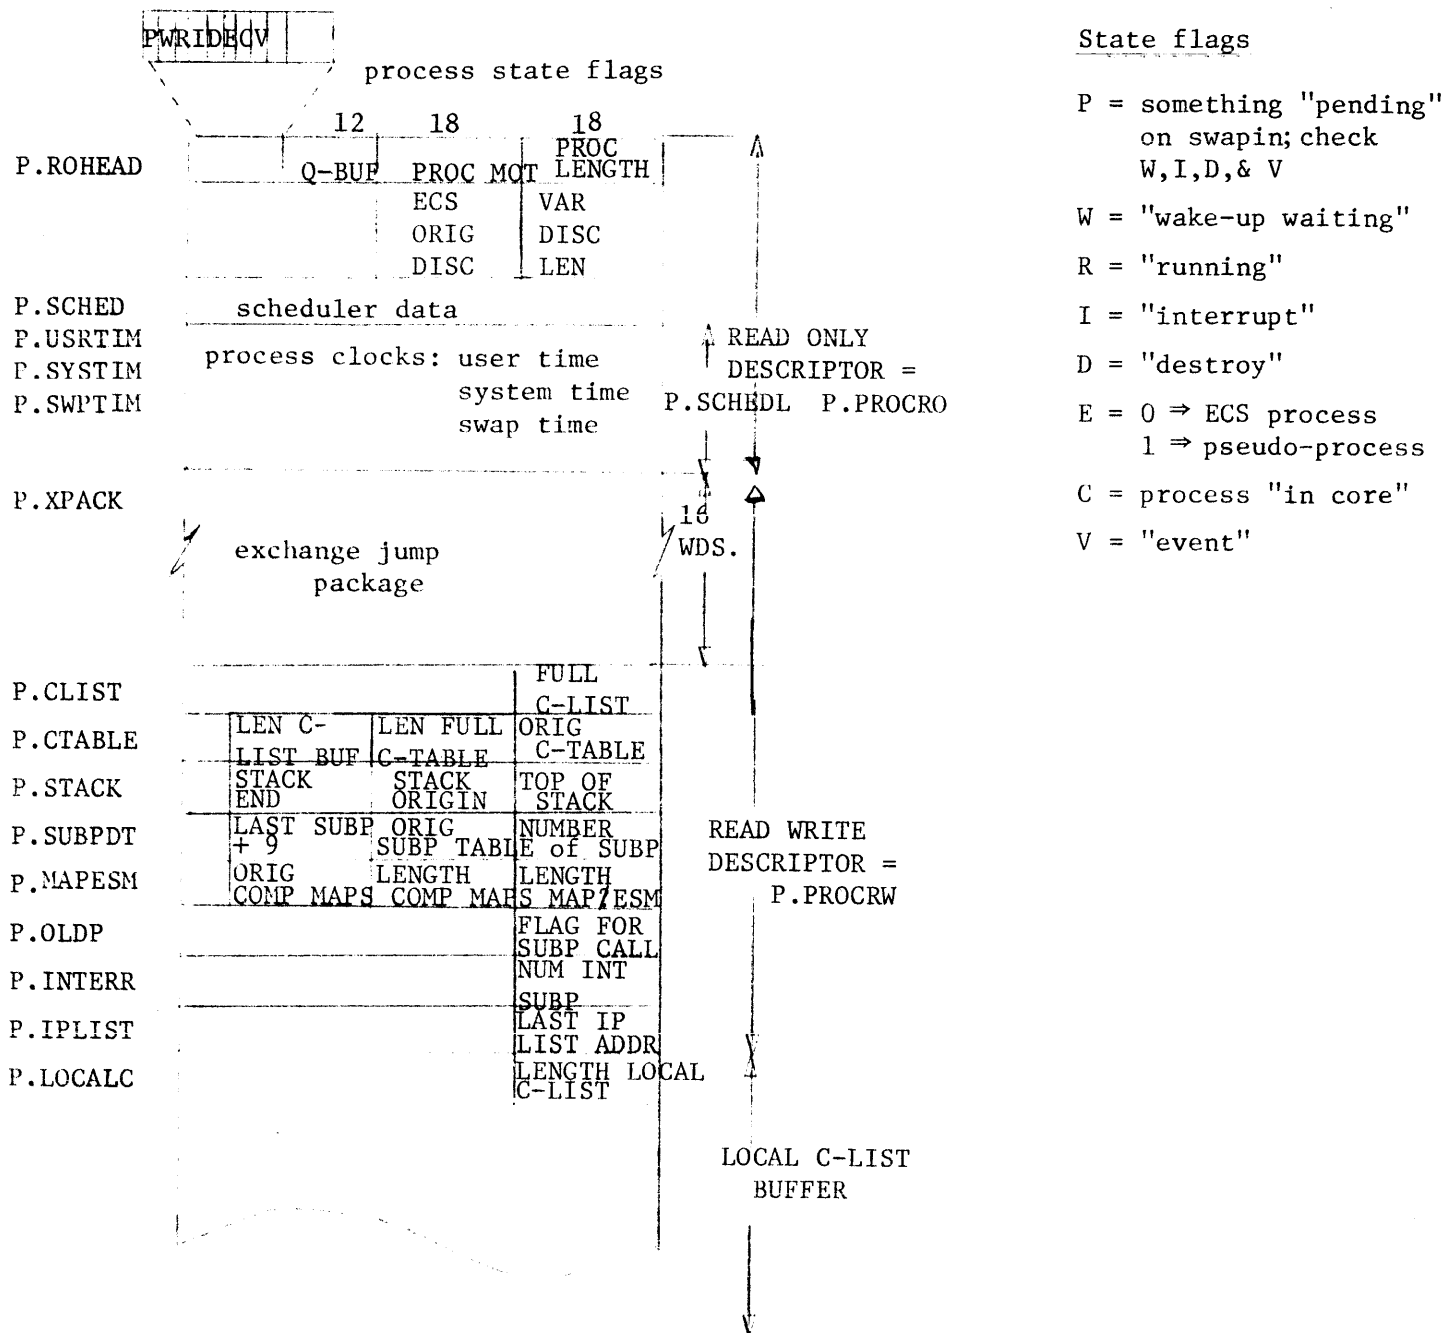 PWRIDECV
process state flags
12 18 18
P.ROHEAD Q-BUF PROC MOT PROC LENGTH
ECS VAR
ORIG DISC
DISC LEN
P.SCHED scheduler data
P.USRTIM
P.SYSTIM
P.SWPTIM
process clocks: user time
system time
swap time
READ ONLY
DESCRIPTOR =
P.SCHEDL P.PROCRO
P.XPACK
exchange jump
package
16
WDS.
P.CLIST FULL
C-LIST
P.CTABLE LEN C- LEN FULL ORIG
LIST BUF C-TABLE C-TABLE
P.STACK STACK STACK TOP OF
END ORIGIN STACK
P.SUBPDT LAST SUBP ORIG NUMBER
+ 9 SUBP TABLE of SUBP
P.MAPESM ORIG LENGTH LENGTH
COMP MAPS COMP MAPS MAP/ESM
READ WRITE
DESCRIPTOR =
P.PROCRW
P.OLDP FLAG FOR
SUBP CALL
P.INTERR NUM INT
SUBP
P.IPLIST LAST IP
LIST ADDR
P.LOCALC LENGTH LOCAL
C-LIST
LOCAL C-LIST
BUFFER
State flags
P = something "pending"
on swapin; check
W,I,D,& V
W = "wake-up waiting"
R = "running"
I = "interrupt"
D = "destroy"
E = 0 ⇒ ECS process
1 ⇒ pseudo-process
C = process "in core"
V = "event"